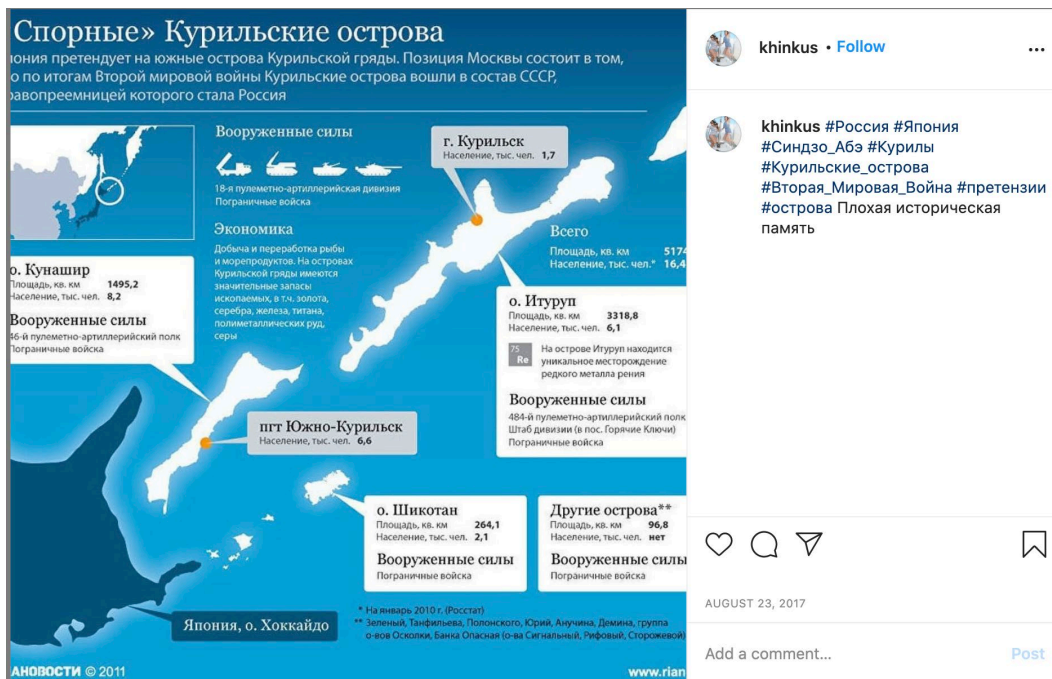 Спорные» Курильские острова
пония претендует на южные острова Курильской гряды. Позиция Москвы состоит в том,
о по итогам Второй мировой войны Курильские острова вошли в состав СССР,
равопреемницей которого стала Россия
Вооруженные силы
18-я пулеметно-артиллерийская дивизия
Пограничные войска
Экономика
Добыча и переработка рыбы
и морепродуктов. На островах
Курильской гряды имеются
значительные запасы
ископаемых, в т.ч. золота,
серебра, железа, титана,
полиметаллических руд,
серы
г. Курильск
Население, тыс. чел. 1,7
Всего
Площадь, кв. км 5174
Население, тыс. чел.* 16,4
о. Кунашир
Площадь, кв. км 1495,2
Население, тыс. чел. 8,2
Вооруженные силы
46-й пулеметно-артиллерийский полк
Пограничные войска
о. Итуруп
Площадь, кв. км 3318,8
Население, тыс. чел. 6,1
75
Re
На острове Итуруп находится
уникальное месторождение
редкого металла рения
Вооруженные силы
484-й пулеметно-артиллерийский полк
Штаб дивизии (в пос. Горячие Ключи)
Пограничные войска
пгт Южно-Курильск
Население, тыс. чел. 6,6
о. Шикотан
Площадь, кв. км 264,1
Население, тыс. чел. 2,1
Вооруженные силы
Пограничные войска
Другие острова**
Площадь, кв. км 96,8
Население, тыс. чел. нет
Вооруженные силы
Пограничные войска
Япония, о. Хоккайдо
* На январь 2010 г. (Росстат)
** Зеленый, Танфильева, Полонского, Юрий, Анучина, Демина, группа
о-вов Осколки, Банка Опасная (о-ва Сигнальный, Рифовый, Сторожевой)
АНОВОСТИ © 2011
www.rian
khinkus • Follow
khinkus #Россия #Япония
#Синдзо_Абэ #Курилы
#Курильские_острова
#Вторая_Мировая_Война #претензии
#острова Плохая историческая
память
AUGUST 23, 2017
Add a comment...
Post